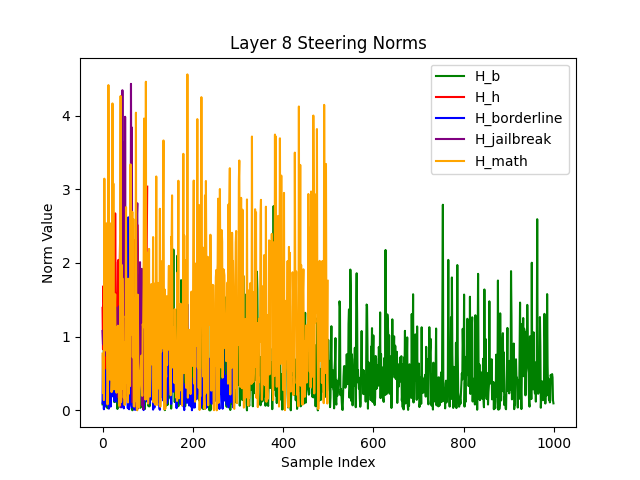 Layer 8 Steering Norms
H_b
H_h
H_borderline
H_jailbreak
H_math
Norm Value
4
3
2
1
0
0 200 400 600 800 1000
Sample Index